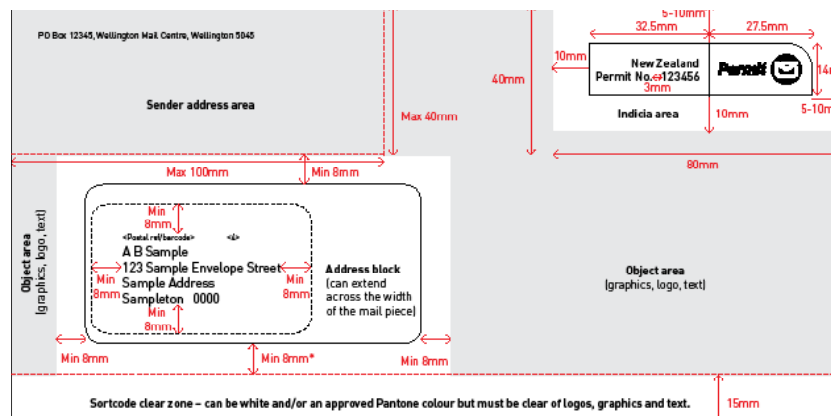 5-10mm
32.5mm
27.5mm
PO Box 12345, Wellington Mail Centre, Wellington 5045
10mm
New Zealand
Permit No.
123456
3mm
Permit
40mm
Sender address area
Max 40mm
Indicia area
10mm
Max 100mm
Min 8mm
80mm
Object area
(graphics, logo, text)
Min
8mm
<Postal ref/barcode>
A B Sample
123 Sample Envelope Street
Sample Address
Sampleton 0000
Min
8mm
Min
8mm
Min
8mm
Address block
(can extend
across the width
of the mail piece)
Object area
(graphics, logo, text)
Min 8mm
Min 8mm*
Min 8mm
Sortcode clear zone – can be white and/or an approved Pantone colour but must be clear of logos, graphics and text.
15mm